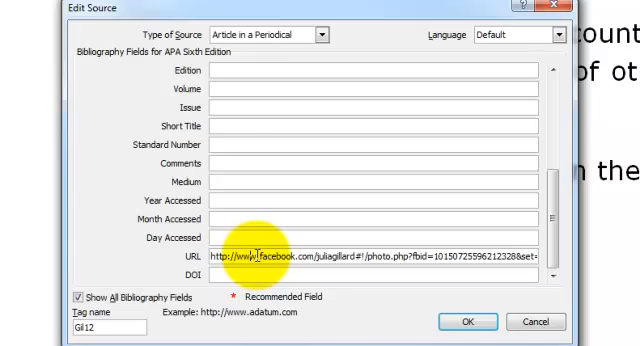 Edit Source
Type of Source Article in a Periodical Language Default
Bibliography Fields for APA Sixth Edition
Edition
Volume
Issue
Short Title
Standard Number
Comments
Medium
Year Accessed
Month Accessed
Day Accessed
URL http://www.facebook.com/juliagillard#!/photo.php?fbid=10150725596212328&set=
DOI
Show All Bibliography Fields * Recommended Field
Tag name Example: http://www.adatum.com
Gil12
OK Cancel
count
of ot
n the